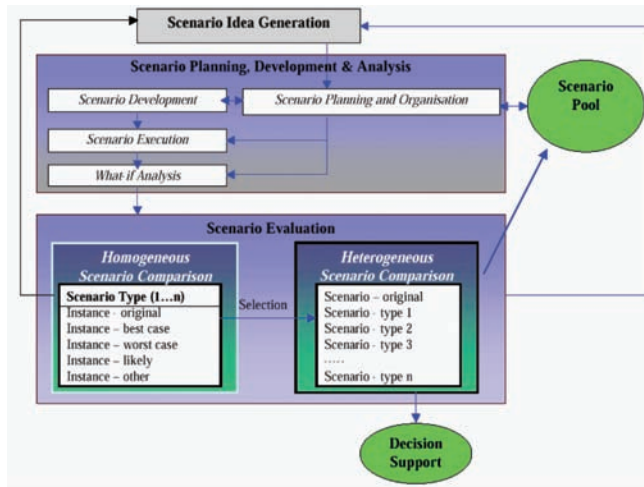 Scenario Idea Generation
Scenario Planning, Development & Analysis
Scenario Development
Scenario Planning and Organisation
Scenario Execution
What-if Analysis
Scenario
Pool
Scenario Evaluation
Homogeneous
Scenario Comparison
Scenario Type (1…n)
Instance - original
Instance – best case
Instance – worst case
Instance – likely
Instance – other
Selection
Heterogeneous
Scenario Comparison
Scenario – original
Scenario - type 1
Scenario - type 2
Scenario - type 3
.....
Scenario - type n
Decision
Support